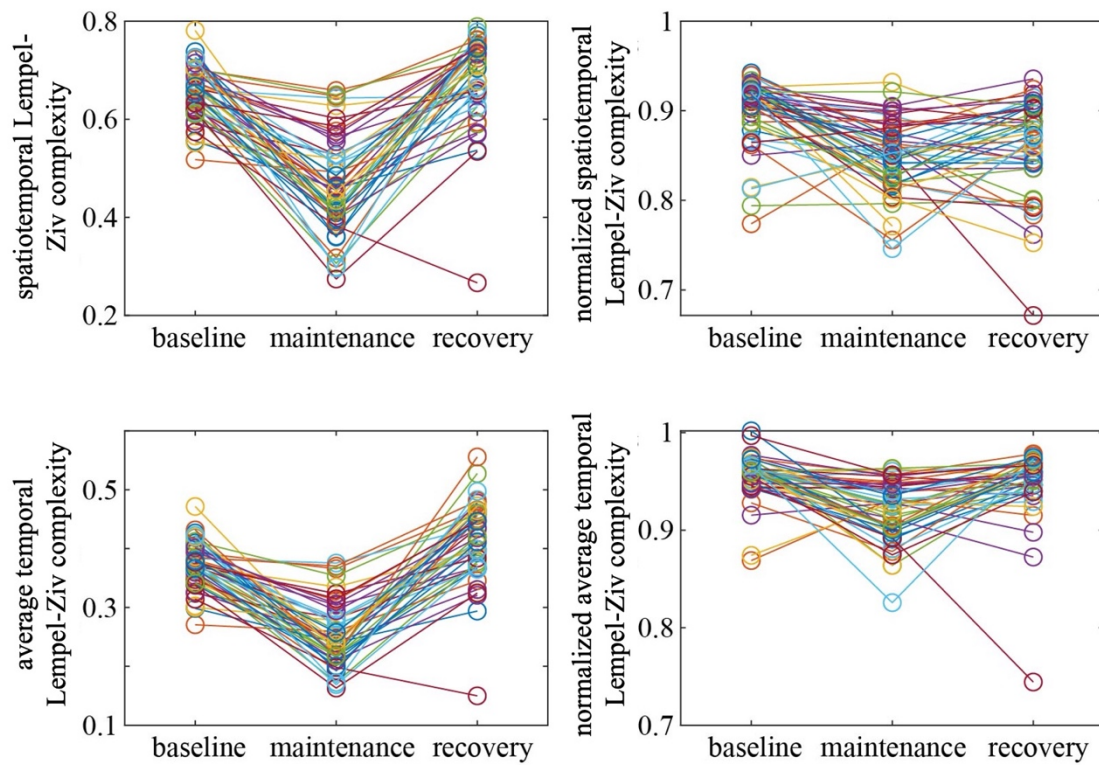 spatiotemporal Lempel-
Ziv complexity
0.8
0.6
0.4
0.2
baseline maintenance recovery
normalized spatiotemporal
Lempel-Ziv complexity
1
0.9
0.8
0.7
baseline maintenance recovery
average temporal
Lempel-Ziv complexity
0.5
0.3
0.1
baseline maintenance recovery
normalized average temporal
Lempel-Ziv complexity
1
0.9
0.8
0.7
baseline maintenance recovery